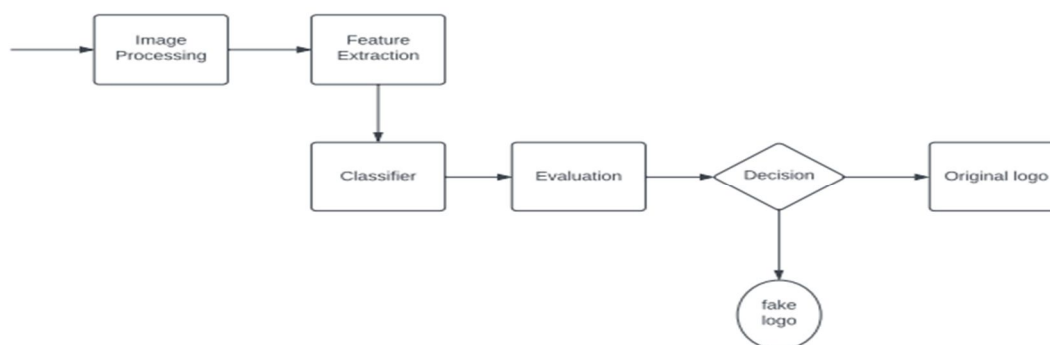 Image
Processing
Feature
Extraction
Classifier
Evaluation
Decision
Original logo
fake
logo